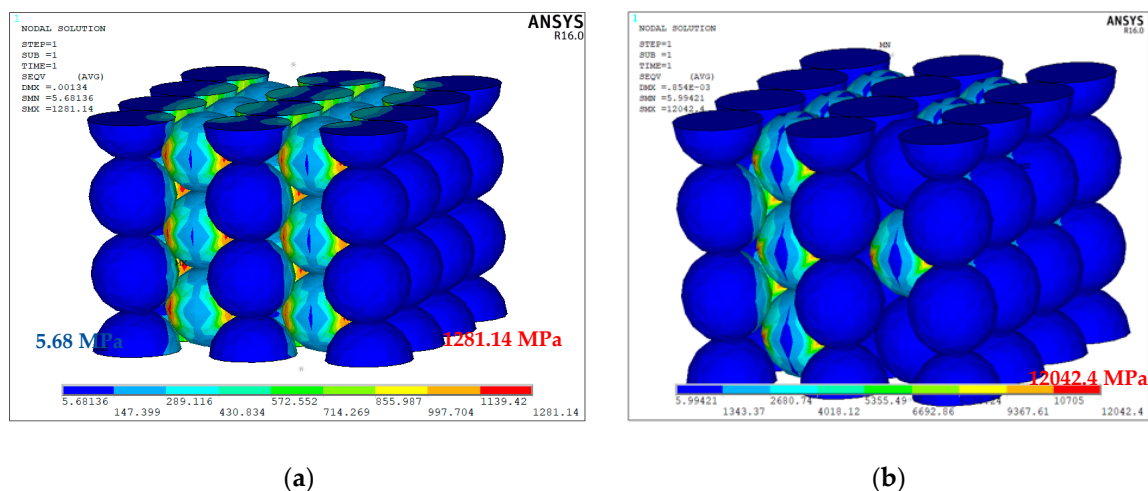 1
ANSYS
R16.0
NODAL SOLUTION
STEP=1
SUB =1
TIME=1
SEQV (AVG)
DMX =.00134
SMN =5.68136
SMX =1281.14
5.68 MPa
1281.14 MPa
5.68136 289.116 572.552 855.987 1139.42
147.399 430.834 714.269 997.704 1281.14
(a)
1
ANSYS
R16.0
NODAL SOLUTION
STEP=1
SUB =1
TIME=1
SEQV (AVG)
DMX =.854E-03
SMN =5.99421
SMX =12042.4
MN
12042.4 MPa
5.99421 2680.74 5355.49 10705
1343.37 4018.12 6692.86 9367.61 12042.4
(b)